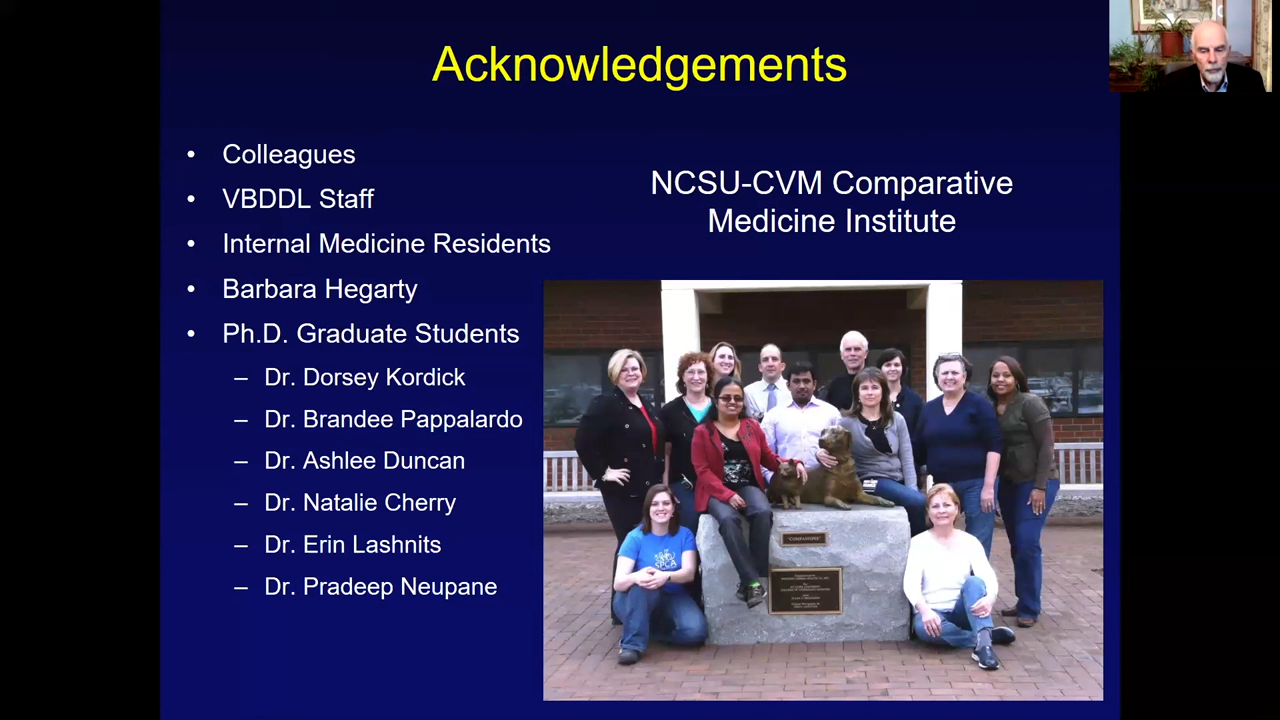 Acknowledgements
• Colleagues
• VBDDL Staff
• Internal Medicine Residents
• Barbara Hegarty
• Ph.D. Graduate Students
– Dr. Dorsey Kordick
– Dr. Brandee Pappalardo
– Dr. Ashlee Duncan
– Dr. Natalie Cherry
– Dr. Erin Lashnits
– Dr. Pradeep Neupane
NCSU-CVM Comparative
Medicine Institute
SPCA